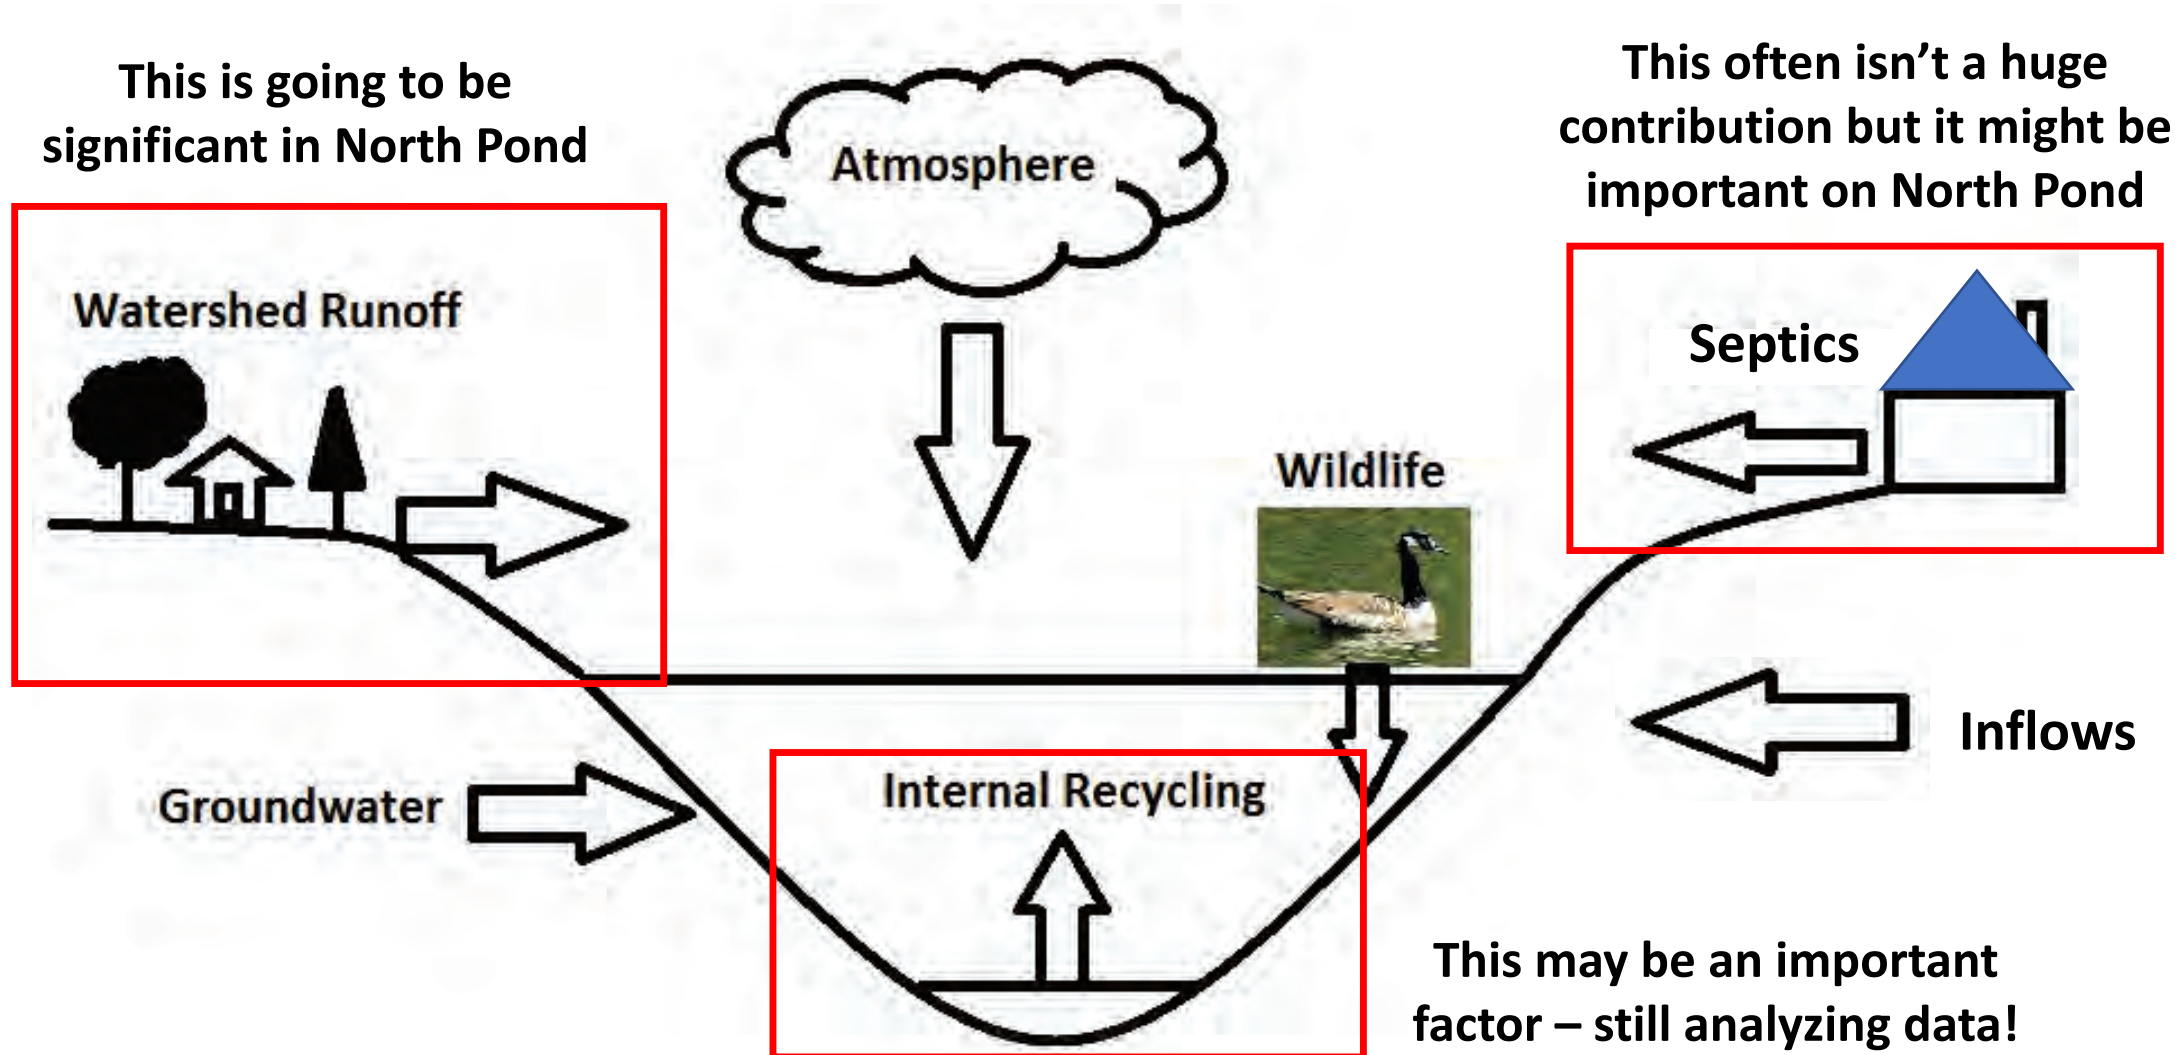 This is going to be
significant in North Pond
Atmosphere
This often isn’t a huge
contribution but it might be
important on North Pond
Watershed Runoff
Septics
Wildlife
Inflows
Groundwater
Internal Recycling
This may be an important
factor – still analyzing data!